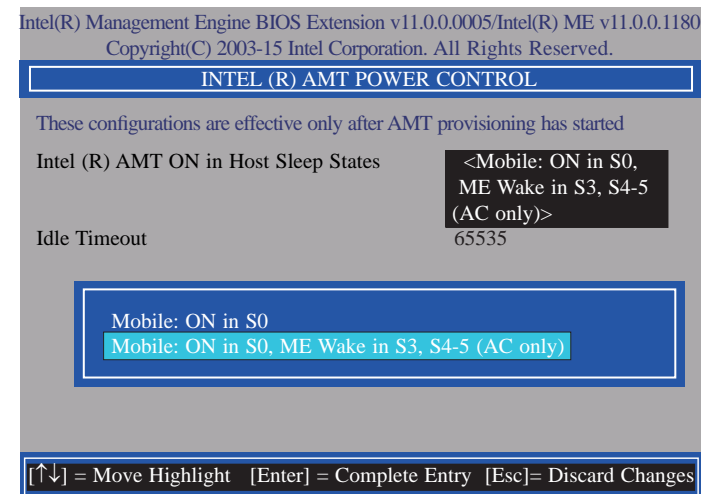 Intel(R) Management Engine BIOS Extension v11.0.0.0005/Intel(R) ME v11.0.0.1180
Copyright(C) 2003-15 Intel Corporation. All Rights Reserved.
INTEL (R) AMT POWER CONTROL
These configurations are effective only after AMT provisioning has started
Intel (R) AMT ON in Host Sleep States
<Mobile: ON in S0,
ME Wake in S3, S4-5
(AC only)>
Idle Timeout 65535
Mobile: ON in S0
Mobile: ON in S0, ME Wake in S3, S4-5 (AC only)
[↑↓] = Move Highlight [Enter] = Complete Entry [Esc]= Discard Changes